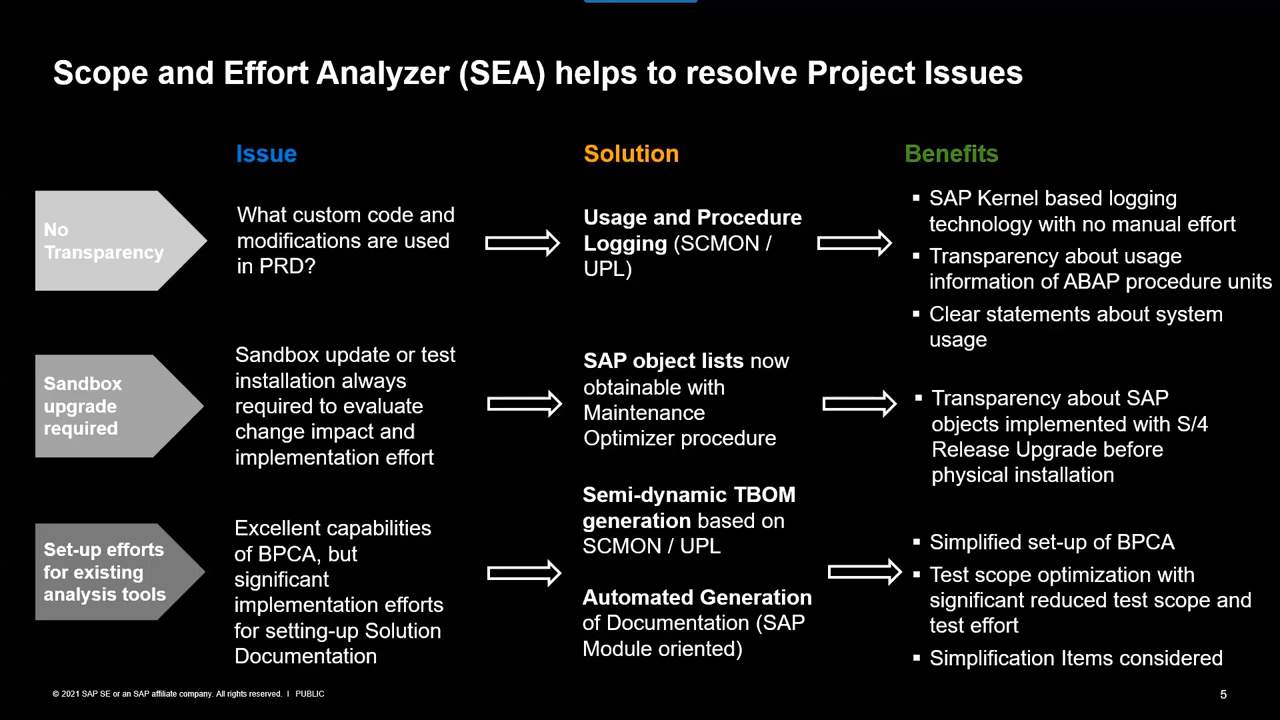 Scope and Effort Analyzer (SEA) helps to resolve Project Issues
Issue
Solution
Benefits
No
Transparency
What custom code and
modifications are used
in PRD?
Usage and Procedure
Logging (SCMON /
UPL)
▪ SAP Kernel based logging
technology with no manual effort
▪ Transparency about usage
information of ABAP procedure units
▪ Clear statements about system
usage
Sandbox
upgrade
required
Sandbox update or test
installation always
required to evaluate
change impact and
implementation effort
SAP object lists now
obtainable with
Maintenance
Optimizer procedure
▪ Transparency about SAP
objects implemented with S/4
Release Upgrade before
physical installation
Set-up efforts
for existing
analysis tools
Excellent capabilities
of BPCA, but
significant
implementation efforts
for setting-up Solution
Documentation
Semi-dynamic TBOM
generation based on
SCMON / UPL
Automated Generation
of Documentation (SAP
Module oriented)
▪ Simplified set-up of BPCA
▪ Test scope optimization with
significant reduced test scope and
test effort
▪ Simplification Items considered
© 2021 SAP SE or an SAP affiliate company. All rights reserved. I PUBLIC
5